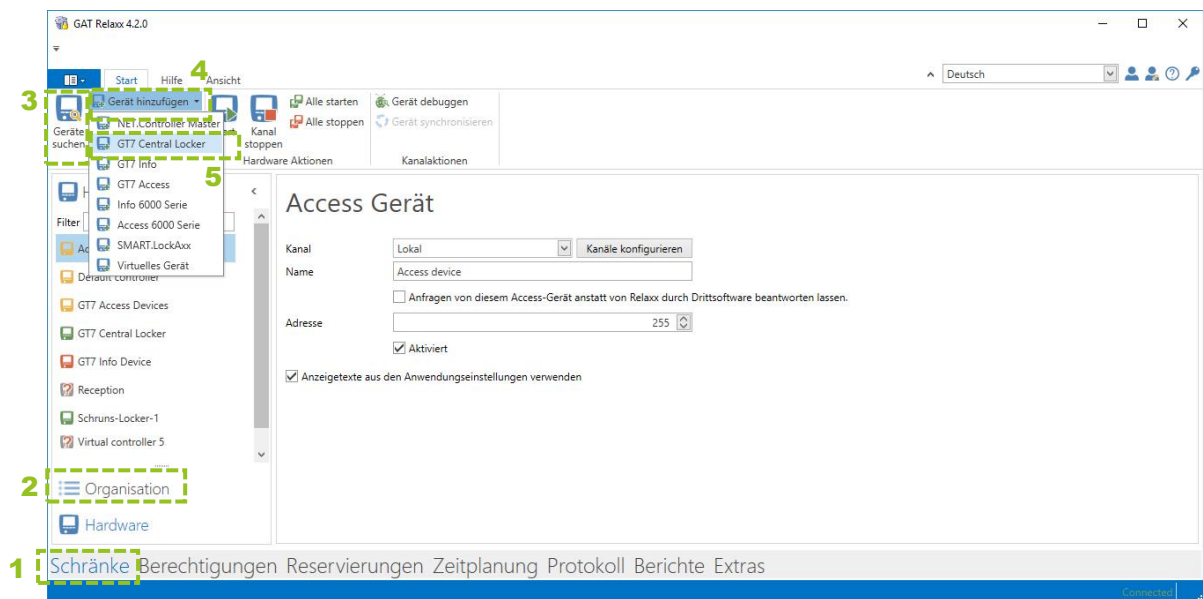 GAT Relaxx 4.2.0
Start Hilfe Ansicht
4
Deutsch
3
Gerät hinzufügen
Geräte suchen
Kanal stoppen
Alle starten
Alle stoppen
Gerät debuggen
Gerät synchronisieren
Hardware Aktionen
Kanalaktionen
NET.Controller Master
GT7 Central Locker
5
GT7 Info
GT7 Access
Info 6000 Serie
Access 6000 Serie
SMART.LockAxx
Virtuelles Gerät
Filter
Default controller
GT7 Access Devices
GT7 Central Locker
GT7 Info Device
Reception
Schruns-Locker-1
Virtual controller 5
2
Organisation
Hardware
Access Gerät
Kanal Lokal Kanäle konfigurieren
Name Access device
Anfragen von diesem Access-Gerät anstatt von Relaxx durch Drittsoftware beantworten lassen.
Adresse 255
Aktiviert
Anzeigetexte aus den Anwendungseinstellungen verwenden
1
Schränke Berechtigungen Reservierungen Zeitplanung Protokoll Berichte Extras
Connected